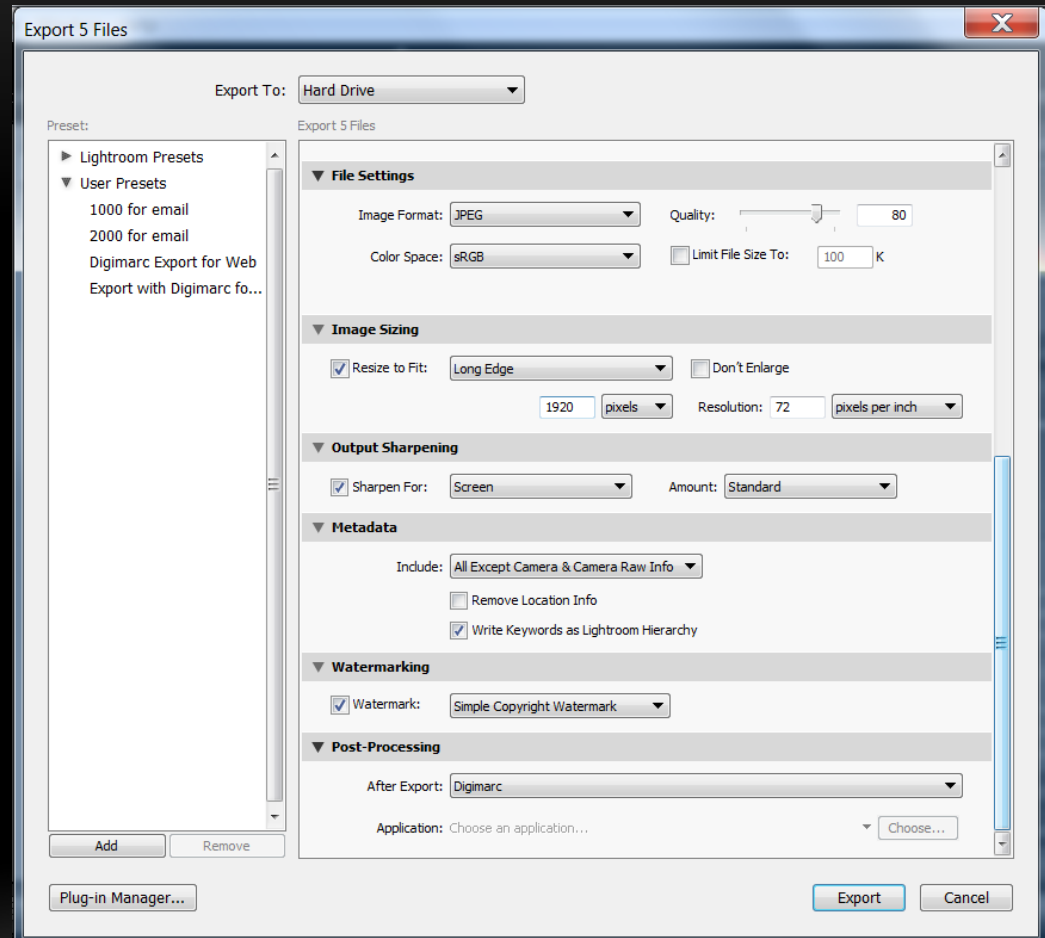 Export 5 Files
Export To: Hard Drive
Preset:
Lightroom Presets
User Presets
1000 for email
2000 for email
Digimarc Export for Web
Export with Digimarc fo...
Add Remove
Export 5 Files
File Settings
Image Format: JPEG Quality: 80
Color Space: sRGB Limit File Size To: 100 K
Image Sizing
Resize to Fit: Long Edge Don't Enlarge
1920 pixels Resolution: 72 pixels per inch
Output Sharpening
Sharpen For: Screen Amount: Standard
Metadata
Include: All Except Camera & Camera Raw Info
Remove Location Info
Write Keywords as Lightroom Hierarchy
Watermarking
Watermark: Simple Copyright Watermark
Post-Processing
After Export: Digimarc
Application: Choose an application... Choose...
Plug-in Manager... Export Cancel